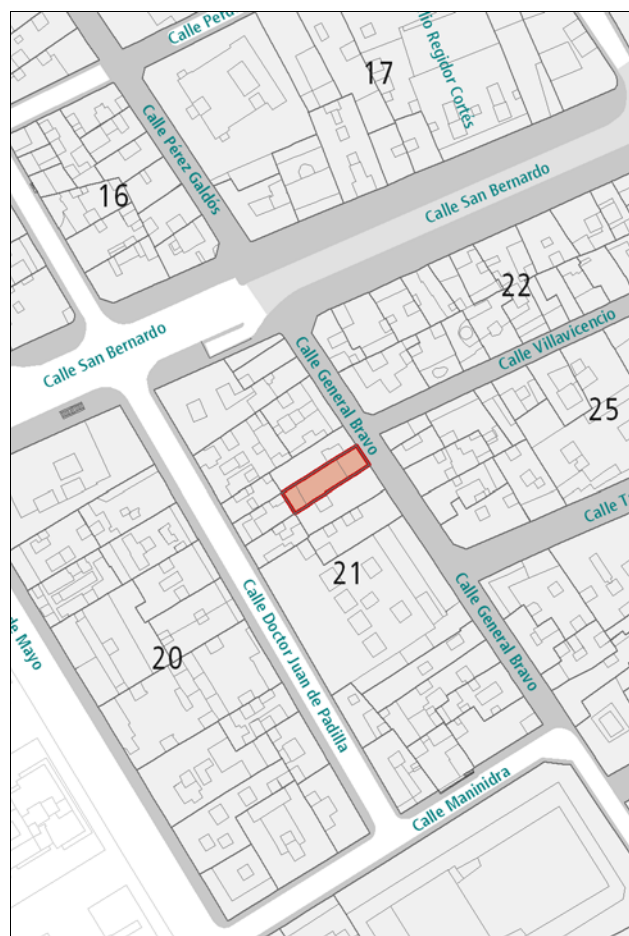 Calle Perú
17
lio Regidor Cortés
Calle Pérez Galdós
16
Calle San Bernardo
22
Calle San Bernardo
Calle General Bravo
Calle Villavicencio
25
Calle T
21
20
Calle Doctor Juan de Padilla
Calle General Bravo
de Mayo
Calle Maninidra